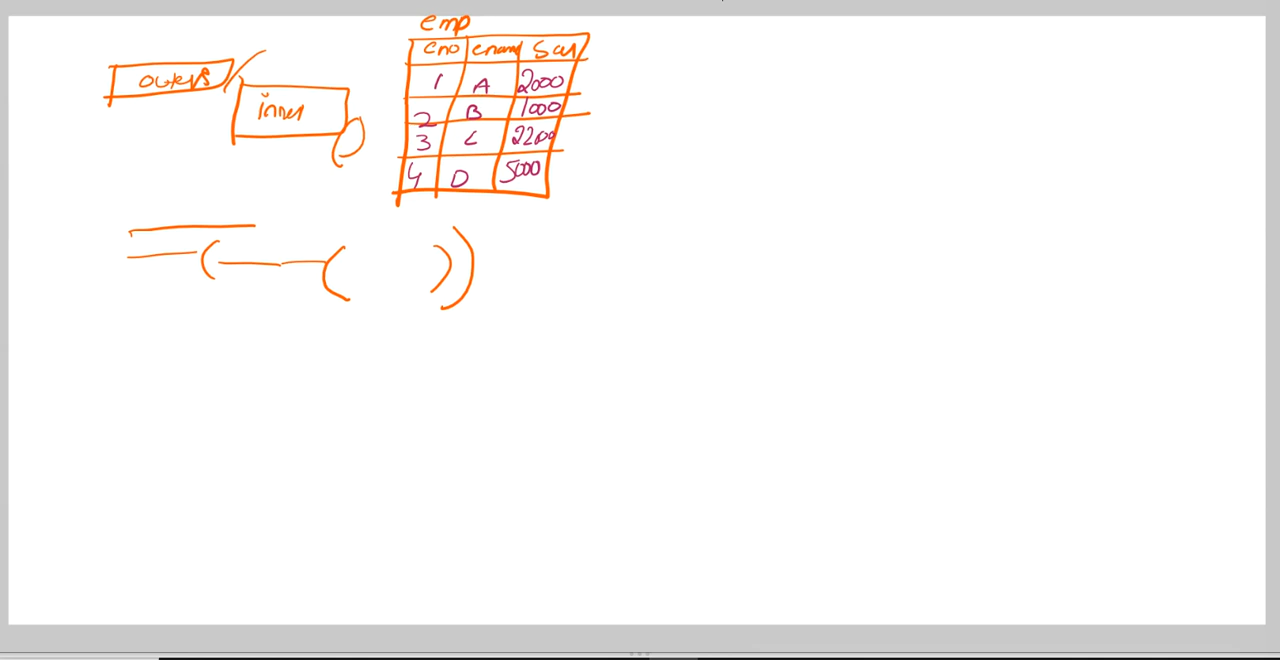 emp
outer
inner
eno ename Sal
1 A 2000
2 B 1000
3 C 2200
4 D 5000